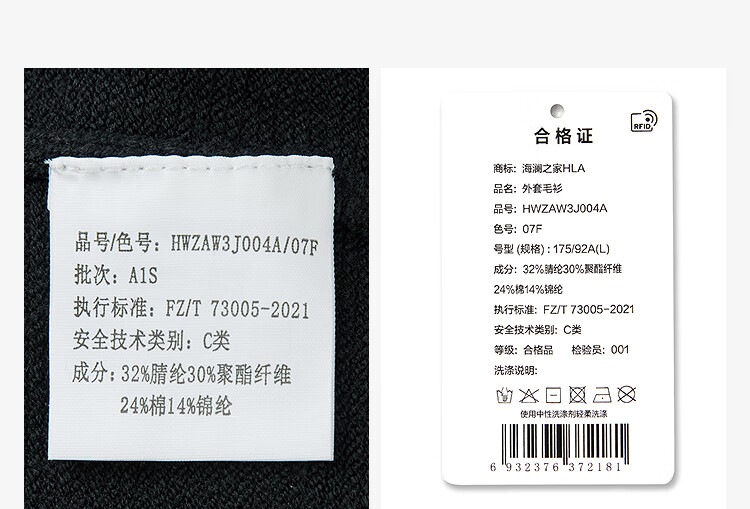 品号/色号: HWZAW3J004A/07F
批次: A1S
执行标准: FZ/T 73005-2021
安全技术类别: C类
成分: 32%腈纶30%聚酯纤维
24%棉14%锦纶
RFID
合格证
商标: 海澜之家HLA
品名: 外套毛衫
品号: HWZAW3J004A
色号: 07F
号型 (规格) : 175/92A(L)
成分: 32%腈纶30%聚酯纤维
24%棉14%锦纶
执行标准: FZ/T 73005-2021
安全技术类别: C类
等级: 合格品 检验员: 001
洗涤说明:
使用中性洗涤剂轻柔洗涤
6 932376 372181